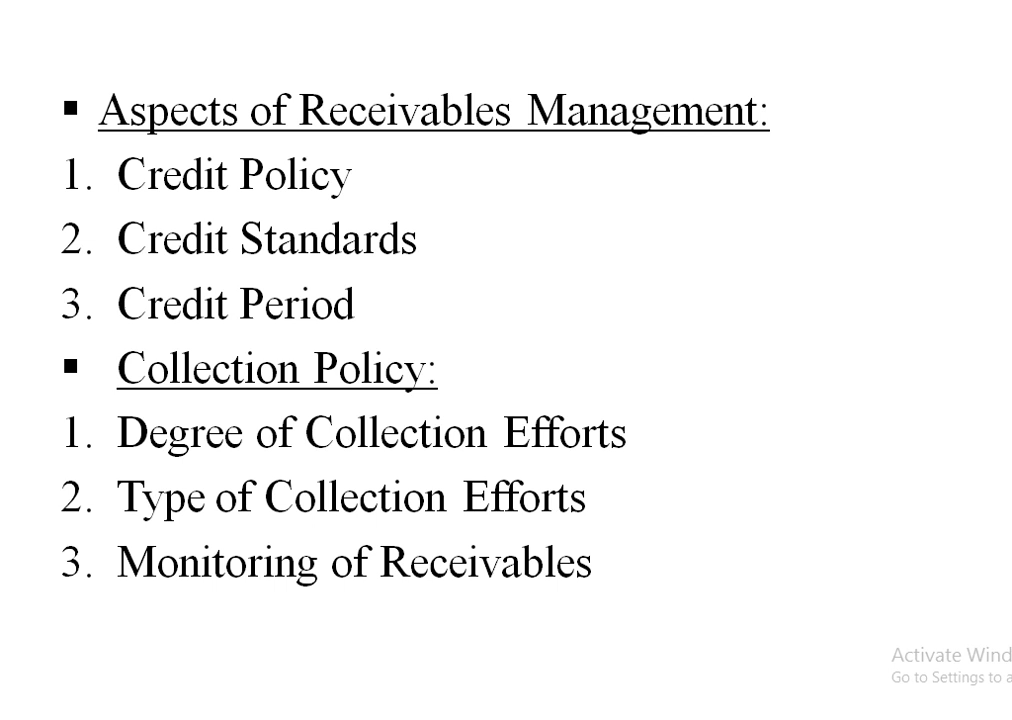 ▪ Aspects of Receivables Management:
1. Credit Policy
2. Credit Standards
3. Credit Period
▪ Collection Policy:
1. Degree of Collection Efforts
2. Type of Collection Efforts
3. Monitoring of Receivables
Activate Wind
Go to Settings to a